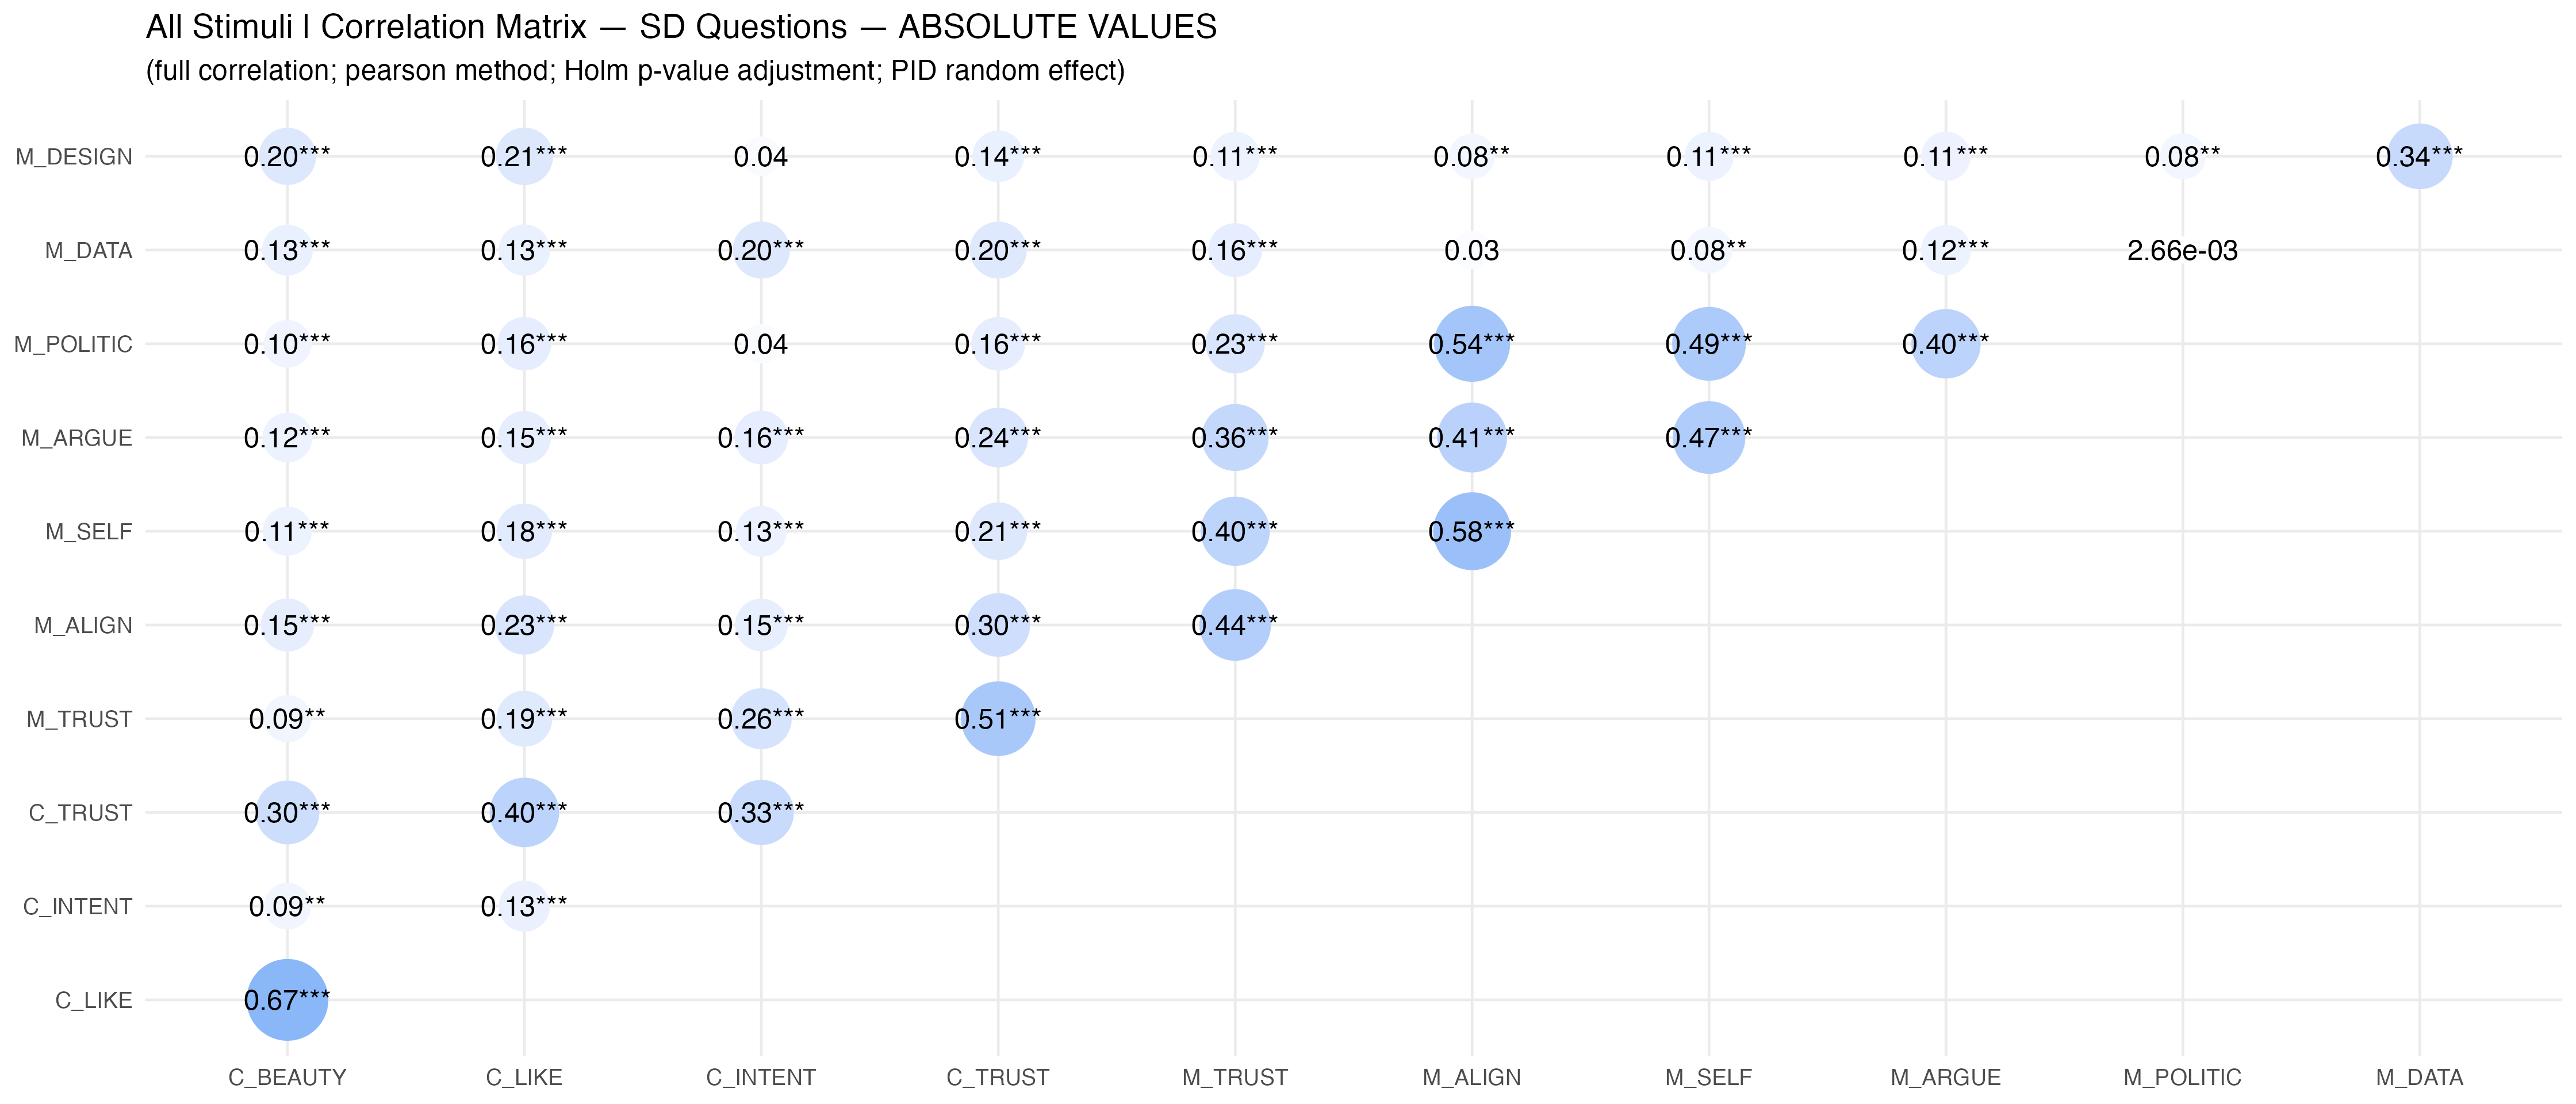 All Stimuli | Correlation Matrix — SD Questions — ABSOLUTE VALUES
(full correlation; pearson method; Holm p-value adjustment; PID random effect)
M_DESIGN 0.20*** 0.21*** 0.04 0.14*** 0.11*** 0.08** 0.11*** 0.11*** 0.08** 0.34***
M_DATA 0.13*** 0.13*** 0.20*** 0.20*** 0.16*** 0.03 0.08** 0.12*** 2.66e-03
M_POLITIC 0.10*** 0.16*** 0.04 0.16*** 0.23*** 0.54*** 0.49*** 0.40***
M_ARGUE 0.12*** 0.15*** 0.16*** 0.24*** 0.36*** 0.41*** 0.47***
M_SELF 0.11*** 0.18*** 0.13*** 0.21*** 0.40*** 0.58***
M_ALIGN 0.15*** 0.23*** 0.15*** 0.30*** 0.44***
M_TRUST 0.09** 0.19*** 0.26*** 0.51***
C_TRUST 0.30*** 0.40*** 0.33***
C_INTENT 0.09** 0.13***
C_LIKE 0.67***
C_BEAUTY C_LIKE C_INTENT C_TRUST M_TRUST M_ALIGN M_SELF M_ARGUE M_POLITIC M_DATA